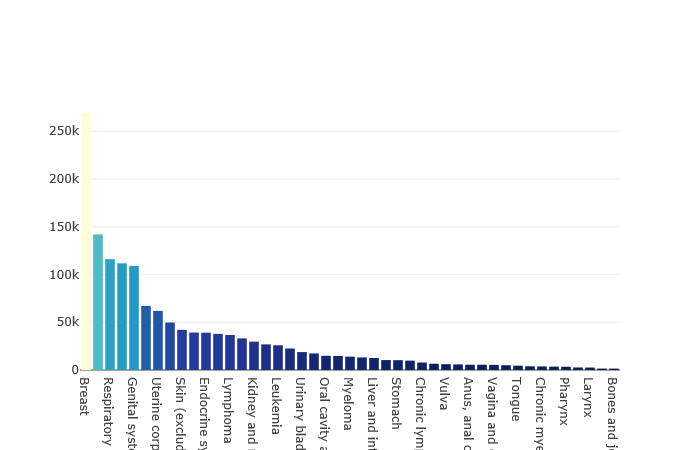 250k
200k
150k
100k
50k
0
Breast
Respiratory
Genital syst
Uterine corp
Skin (exclud
Endocrine sy
Lymphoma
Kidney and
Leukemia
Urinary blad
Oral cavity a
Myeloma
Liver and int
Stomach
Chronic lymp
Vulva
Anus, anal c
Vagina and
Tongue
Chronic mye
Pharynx
Larynx
Bones and jo